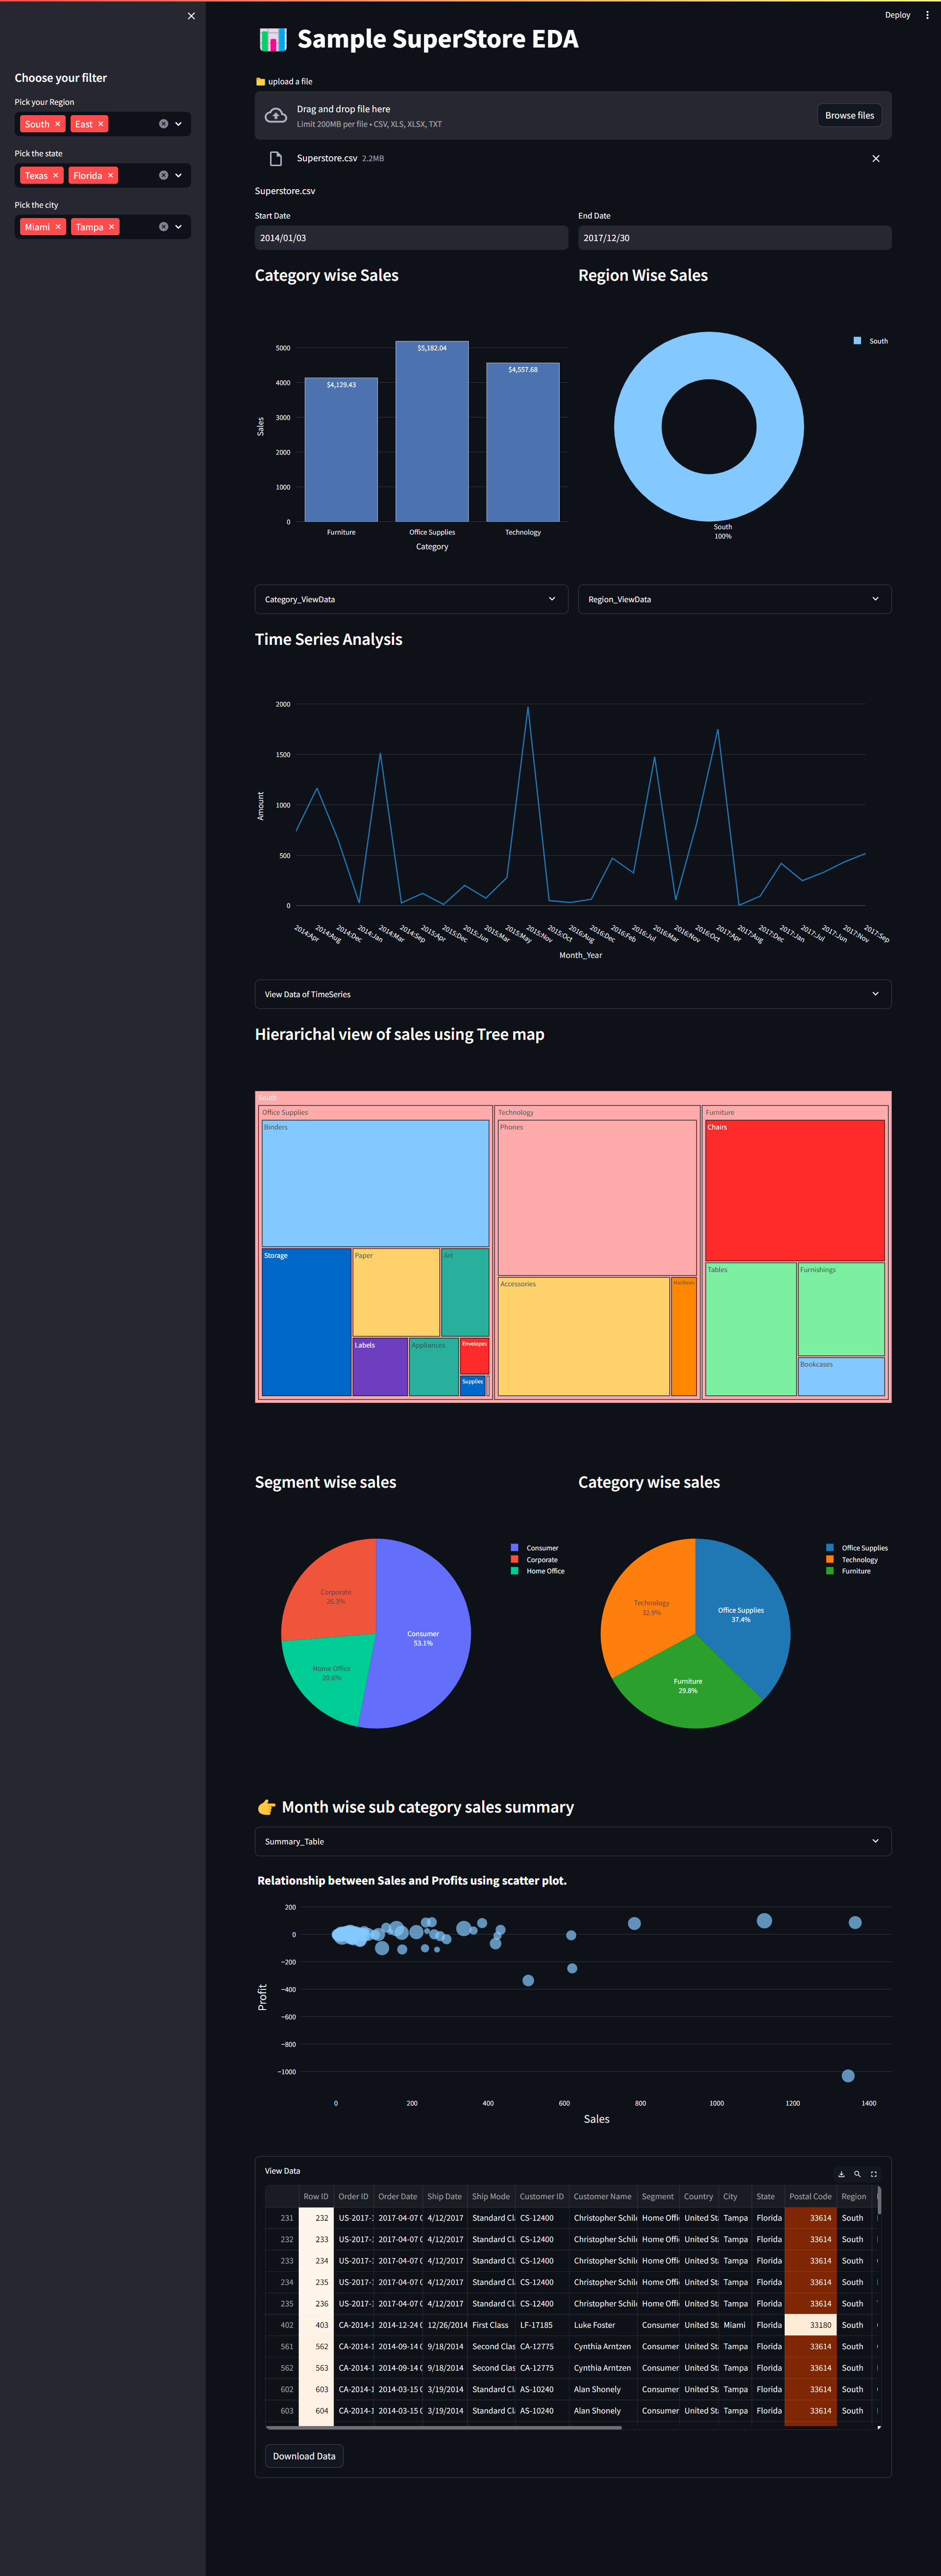 Deploy
📊 Sample SuperStore EDA
Choose your filter
Pick your Region
South × East ×
Pick the state
Texas × Florida ×
Pick the city
Miami × Tampa ×
📁 upload a file
Drag and drop file here
Limit 200MB per file • CSV, XLS, XLSX, TXT
Browse files
Superstore.csv 2.2MB
Superstore.csv
Start Date
End Date
2014/01/03
2017/12/30
Category wise Sales
Region Wise Sales
5000
4000
3000
2000
1000
0
Sales
$4,129.43
$5,182.04
$4,557.68
Furniture
Office Supplies
Technology
Category
South
South
100%
Category_ViewData
Region_ViewData
Time Series Analysis
2000
1500
1000
500
0
Amount
2014:Apr
2014:Aug
2014:Dec
2014:Jan
2014:Mar
2014:Sep
2015:Apr
2015:Dec
2015:Jun
2015:Mar
2015:May
2015:Nov
2015:Oct
2016:Aug
2016:Dec
2016:Feb
2016:Jul
2016:Mar
2016:Nov
2016:Oct
2017:Apr
2017:Aug
2017:Dec
2017:Jan
2017:Jul
2017:Jun
2017:Nov
2017:Sep
Month_Year
View Data of TimeSeries
Hierarichal view of sales using Tree map
South
Office Supplies
Technology
Furniture
Binders
Phones
Chairs
Storage
Paper
Art
Accessories
Machines
Tables
Furnishings
Labels
Appliances
Envelopes
Bookcases
Supplies
Segment wise sales
Category wise sales
Consumer
Corporate
Home Office
Corporate
26.3%
Consumer
53.1%
Home Office
20.6%
Office Supplies
Technology
Furniture
Technology
32.9%
Office Supplies
37.4%
Furniture
29.8%
👉 Month wise sub category sales summary
Summary_Table
Relationship between Sales and Profits using scatter plot.
200
0
−200
−400
−600
−800
−1000
Profit
0
200
400
600
800
1000
1200
1400
Sales
View Data
Row ID Order ID Order Date Ship Date Ship Mode Customer ID Customer Name Segment Country City State Postal Code Region
231 232 US-2017-1 2017-04-07 0 4/12/2017 Standard Cl CS-12400 Christopher Schil Home Offi United St Tampa Florida 33614 South
232 233 US-2017-1 2017-04-07 0 4/12/2017 Standard Cl CS-12400 Christopher Schil Home Offi United St Tampa Florida 33614 South
233 234 US-2017-1 2017-04-07 0 4/12/2017 Standard Cl CS-12400 Christopher Schil Home Offi United St Tampa Florida 33614 South
234 235 US-2017-1 2017-04-07 0 4/12/2017 Standard Cl CS-12400 Christopher Schil Home Offi United St Tampa Florida 33614 South
235 236 US-2017-1 2017-04-07 0 4/12/2017 Standard Cl CS-12400 Christopher Schil Home Offi United St Tampa Florida 33614 South
402 403 CA-2014-1 2014-12-24 0 12/26/2014 First Class LF-17185 Luke Foster Consumer United St Miami Florida 33180 South
561 562 CA-2014-1 2014-09-14 0 9/18/2014 Second Clas CA-12775 Cynthia Arntzen Consumer United St Tampa Florida 33614 South
562 563 CA-2014-1 2014-09-14 0 9/18/2014 Second Clas CA-12775 Cynthia Arntzen Consumer United St Tampa Florida 33614 South
602 603 CA-2014-1 2014-03-15 0 3/19/2014 Standard Cl AS-10240 Alan Shonely Consumer United St Tampa Florida 33614 South
603 604 CA-2014-1 2014-03-15 0 3/19/2014 Standard Cl AS-10240 Alan Shonely Consumer United St Tampa Florida 33614 South
Download Data